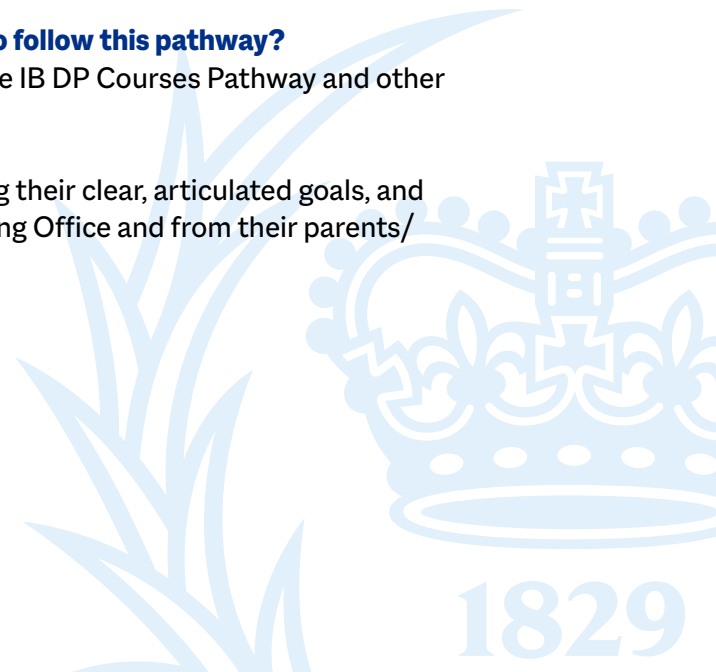 o follow this pathway?
e IB DP Courses Pathway and other
g their clear, articulated goals, and
ng Office and from their parents/
1829